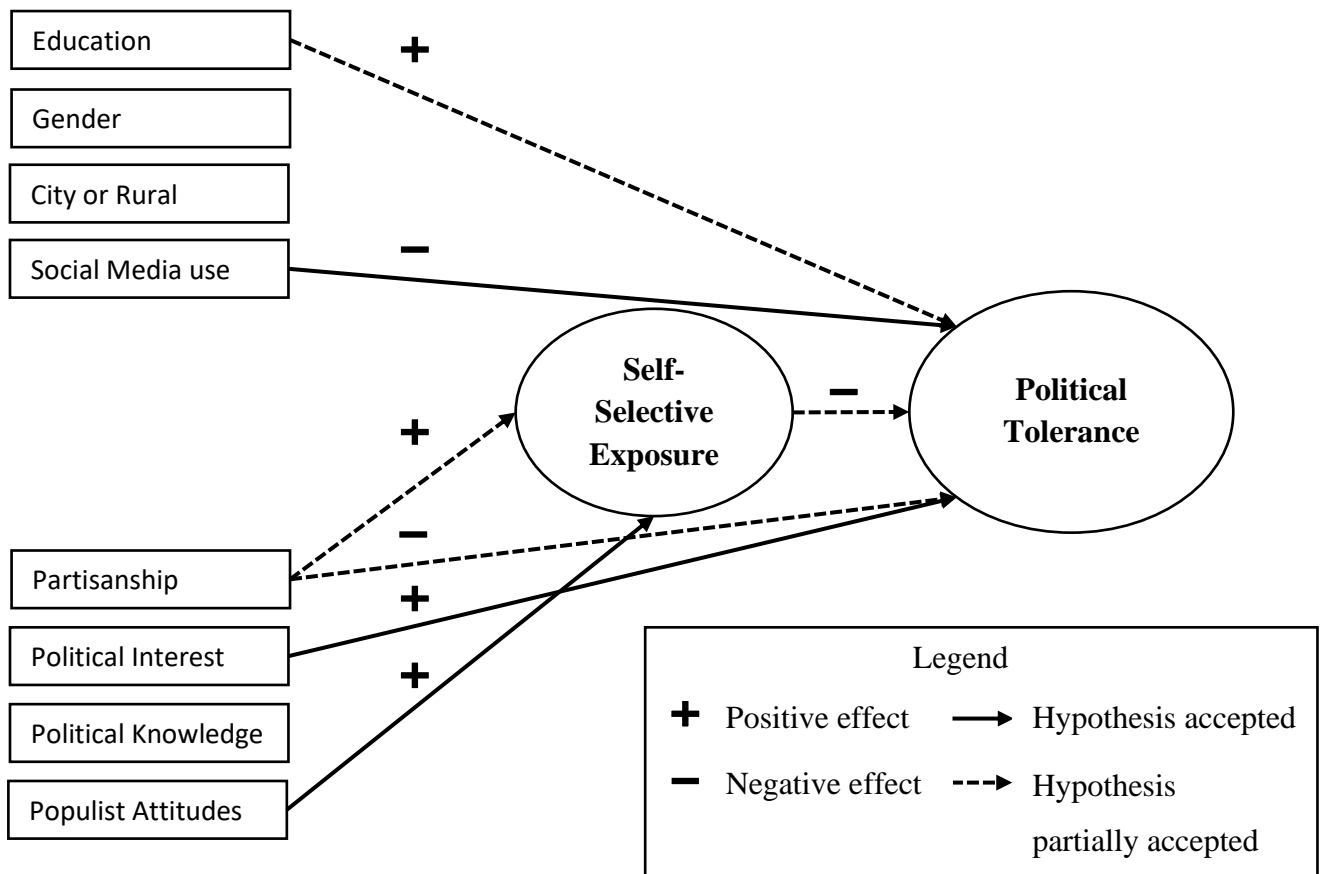 Education
+
Gender
City or Rural
−
Social Media use
Self-
Selective
Exposure
−
Political
Tolerance
+
−
Partisanship
+
Political Interest
+
Political Knowledge
Populist Attitudes
Legend
+ Positive effect
Hypothesis accepted
− Negative effect
Hypothesis
partially accepted